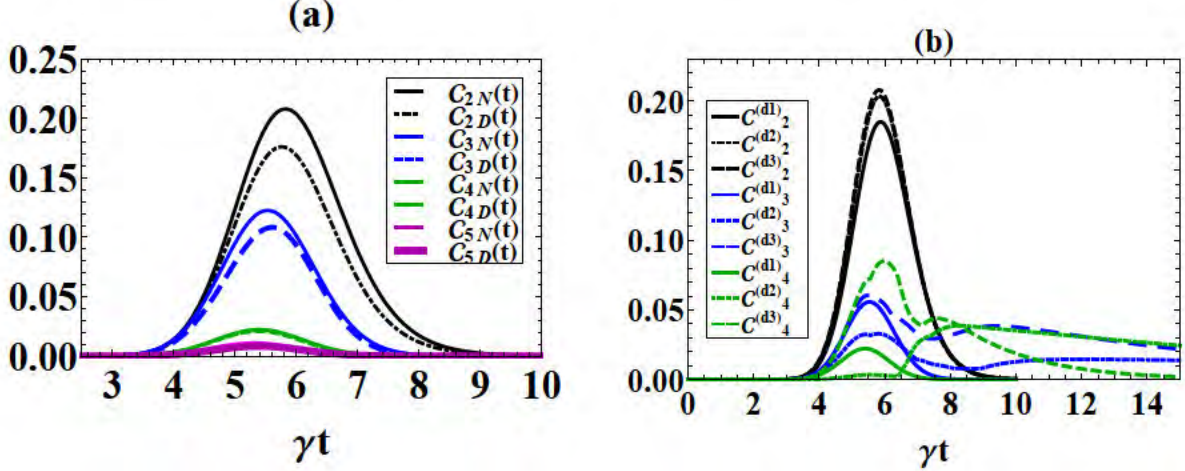 (a)
0.25
0.20
0.15
0.10
0.05
0.00
C2 N(t)
C2 D(t)
C3 N(t)
C3 D(t)
C4 N(t)
C4 D(t)
C5 N(t)
C5 D(t)
3 4 5 6 7 8 9 10
γt
(b)
0.20
0.15
0.10
0.05
0.00
C(d1)2
C(d2)2
C(d3)2
C(d1)3
C(d2)3
C(d3)3
C(d1)4
C(d2)4
C(d3)4
0 2 4 6 8 10 12 14
γt